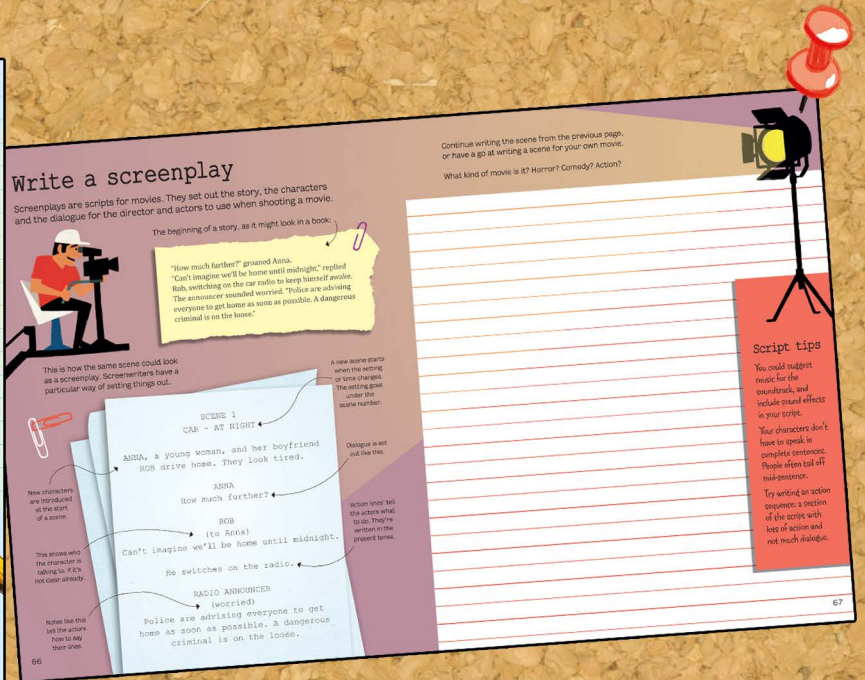 Write a screenplay
Screenplays are scripts for movies. They set out the story, the characters
and the dialogue for the director and actors to use when shooting a movie.
The beginning of a story, as it might look in a book:
"How much further?" groaned Anna.
"Can't imagine we'll be home until midnight," replied
Rob, switching on the car radio to keep himself awake.
The announcer sounded worried. "Police are advising
everyone to get home as soon as possible. A dangerous
criminal is on the loose."
This is how the same scene could look
as a screenplay. Screenwriters have a
particular way of setting things out.
A new scene starts
when the setting
or time changes.
The setting goes
under the
scene number.
SCENE 1
CAR - AT NIGHT
ANNA, a young woman, and her boyfriend
ROB drive home. They look tired.
Dialogue is set
out like this.
New characters
are introduced
at the start
of a scene.
ANNA
How much further?
'Action lines' tell
the actors what
to do. They're
written in the
present tense.
ROB
(to Anna)
Can't imagine we'll be home until midnight.
This shows who
the character is
talking to, if it's
not clear already.
He switches on the radio.
RADIO ANNOUNCER
(worried)
Police are advising everyone to get
home as soon as possible. A dangerous
criminal is on the loose.
Notes like this
tell the actors
how to say
their lines.
66
Continue writing the scene from the previous page,
or have a go at writing a scene for your own movie.
What kind of movie is it? Horror? Comedy? Action?
Script tips
You could suggest
music for the
soundtrack, and
include sound effects
in your script.
Your characters don't
have to speak in
complete sentences.
People often tail off
mid-sentence.
Try writing an action
sequence: a section
of the script with
lots of action and
not much dialogue.
67